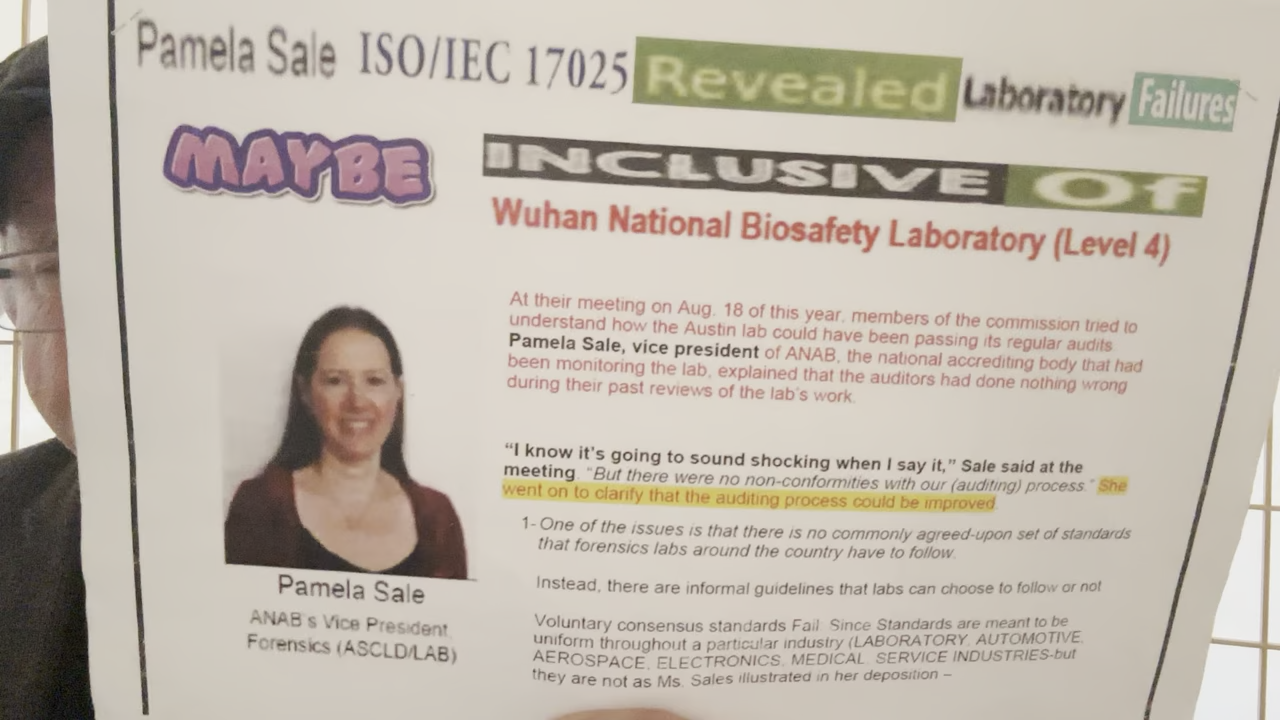 Pamela Sale ISO/IEC 17025 Revealed Laboratory Failures
MAYBE INCLUSIVE Of
Wuhan National Biosafety Laboratory (Level 4)
At their meeting on Aug. 18 of this year, members of the commission tried to
understand how the Austin lab could have been passing its regular audits
Pamela Sale, vice president of ANAB, the national accrediting body that had
been monitoring the lab, explained that the auditors had done nothing wrong
during their past reviews of the lab's work.
“I know it's going to sound shocking when I say it,” Sale said at the
meeting. “But there were no non-conformities with our (auditing) process.” She
went on to clarify that the auditing process could be improved.
1- One of the issues is that there is no commonly agreed-upon set of standards
that forensics labs around the country have to follow.
Instead, there are informal guidelines that labs can choose to follow or not
Voluntary consensus standards Fail. Since Standards are meant to be
uniform throughout a particular industry (LABORATORY, AUTOMOTIVE,
AEROSPACE, ELECTRONICS, MEDICAL, SERVICE INDUSTRIES-but
they are not as Ms. Sales illustrated in her deposition –
Pamela Sale
ANAB's Vice President,
Forensics (ASCLD/LAB)